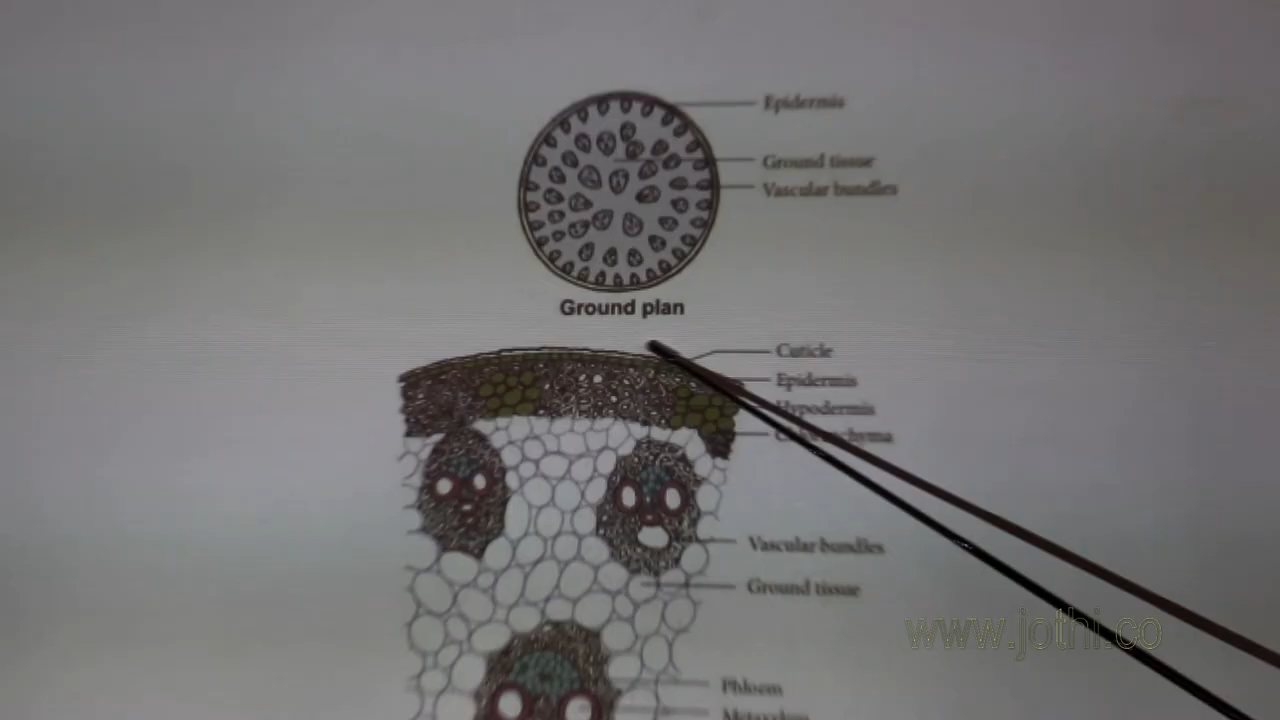 Epidermis
Ground tissue
Vascular bundles
Ground plan
Cuticle
Epidermis
Hypodermis
Vascular bundles
Ground tissue
www.jothi.co
Phloem